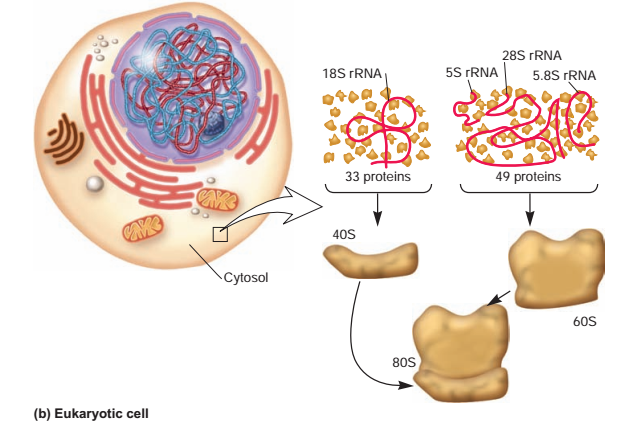 18S rRNA
28S rRNA
5S rRNA
5.8S rRNA
33 proteins
49 proteins
40S
Cytosol
60S
80S
(b) Eukaryotic cell